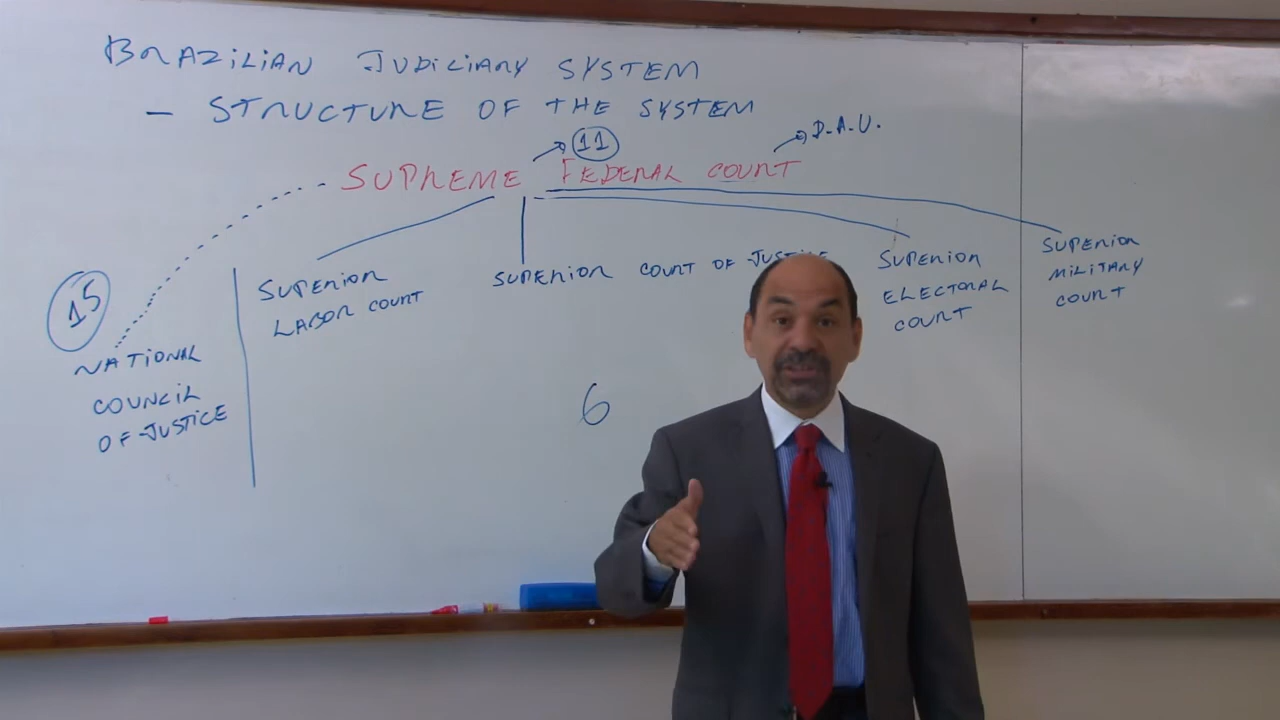 BRAZILIAN JUDICIARY SYSTEM
- STRUCTURE OF THE SYSTEM
11
D.A.U.
SUPREME FEDERAL COURT
15
NATIONAL
COUNCIL
OF JUSTICE
SUPERIOR
LABOR COURT
SUPERIOR COURT OF JUSTICE
SUPERIOR
ELECTORAL
COURT
SUPERIOR
MILITARY
COURT
6